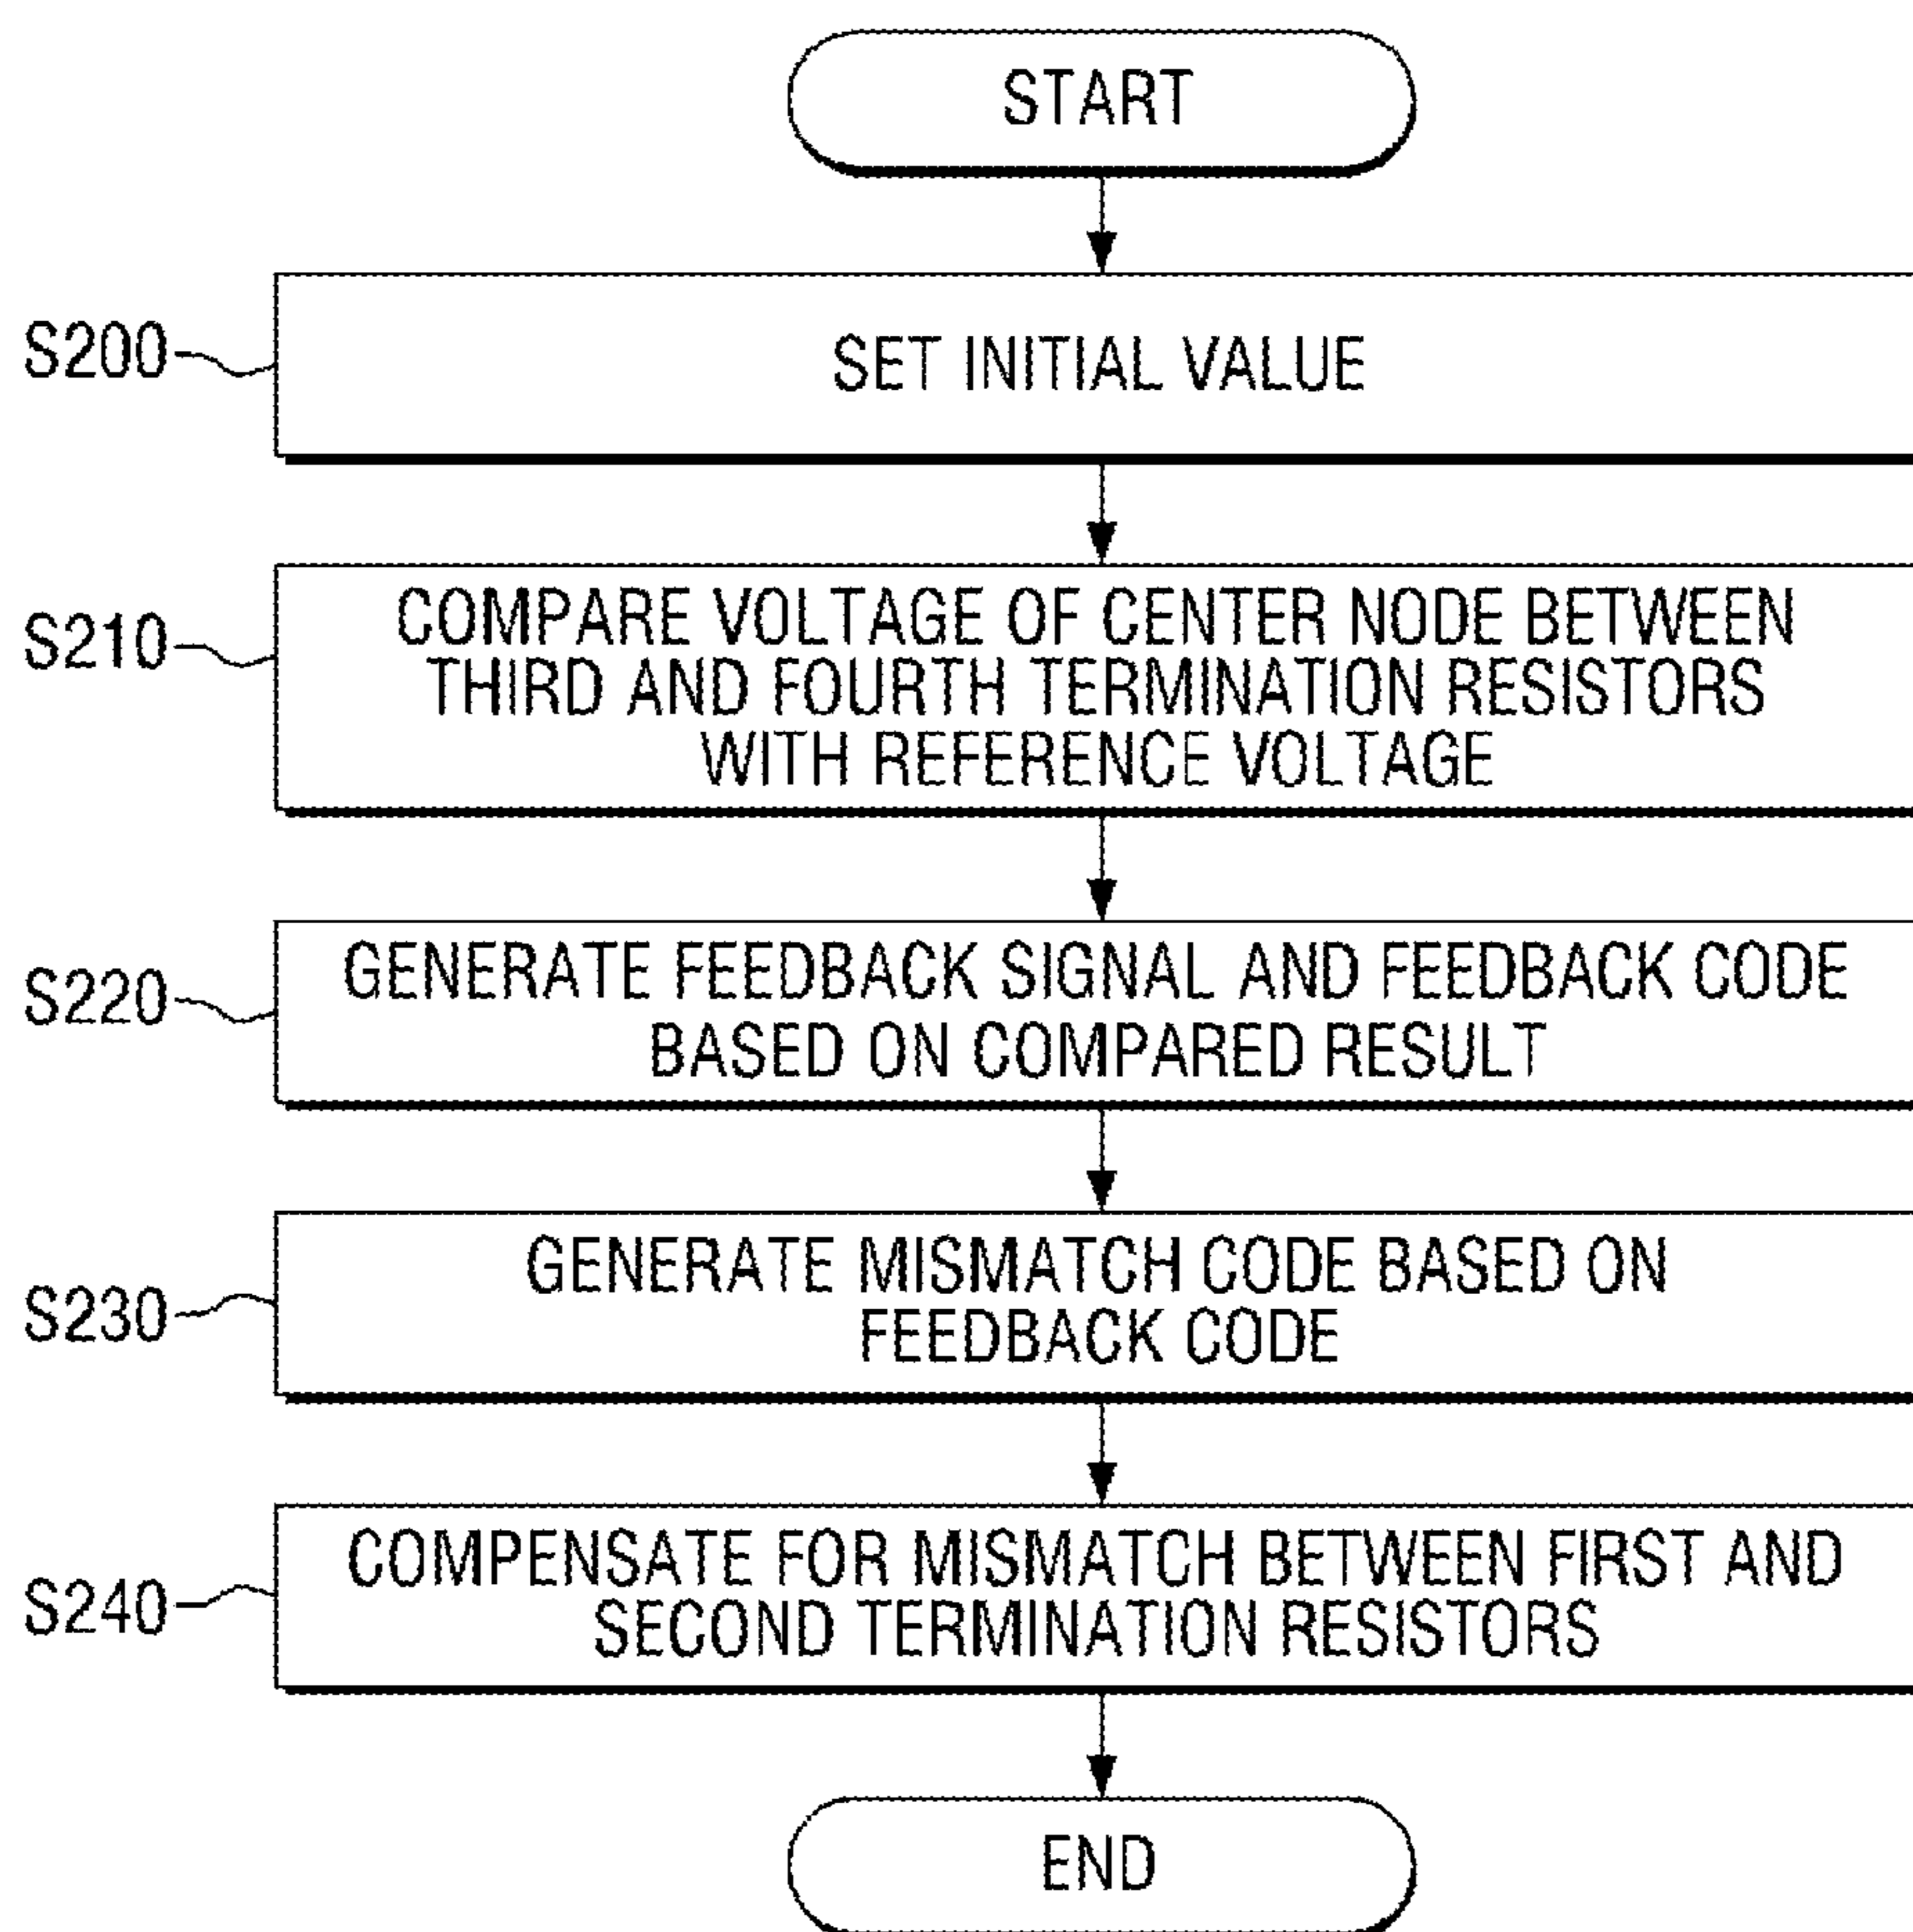 START
S200
SET INITIAL VALUE
S210
COMPARE VOLTAGE OF CENTER NODE BETWEEN
THIRD AND FOURTH TERMINATION RESISTORS
WITH REFERENCE VOLTAGE
S220
GENERATE FEEDBACK SIGNAL AND FEEDBACK CODE
BASED ON COMPARED RESULT
S230
GENERATE MISMATCH CODE BASED ON
FEEDBACK CODE
S240
COMPENSATE FOR MISMATCH BETWEEN FIRST AND
SECOND TERMINATION RESISTORS
END